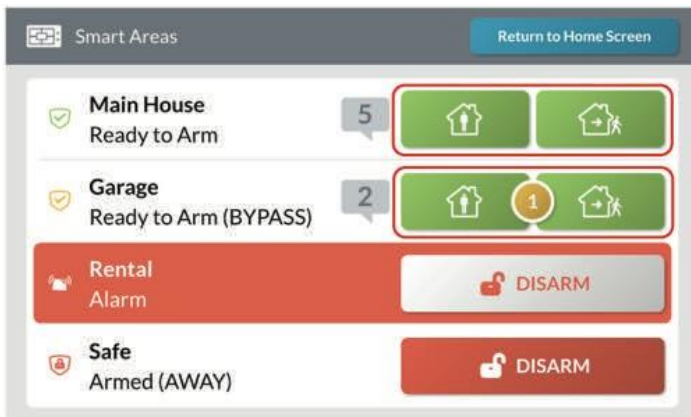 Smart Areas
Return to Home Screen
Main House
5
Ready to Arm
Garage
2
1
Ready to Arm (BYPASS)
Rental
Alarm
DISARM
Safe
Armed (AWAY)
DISARM